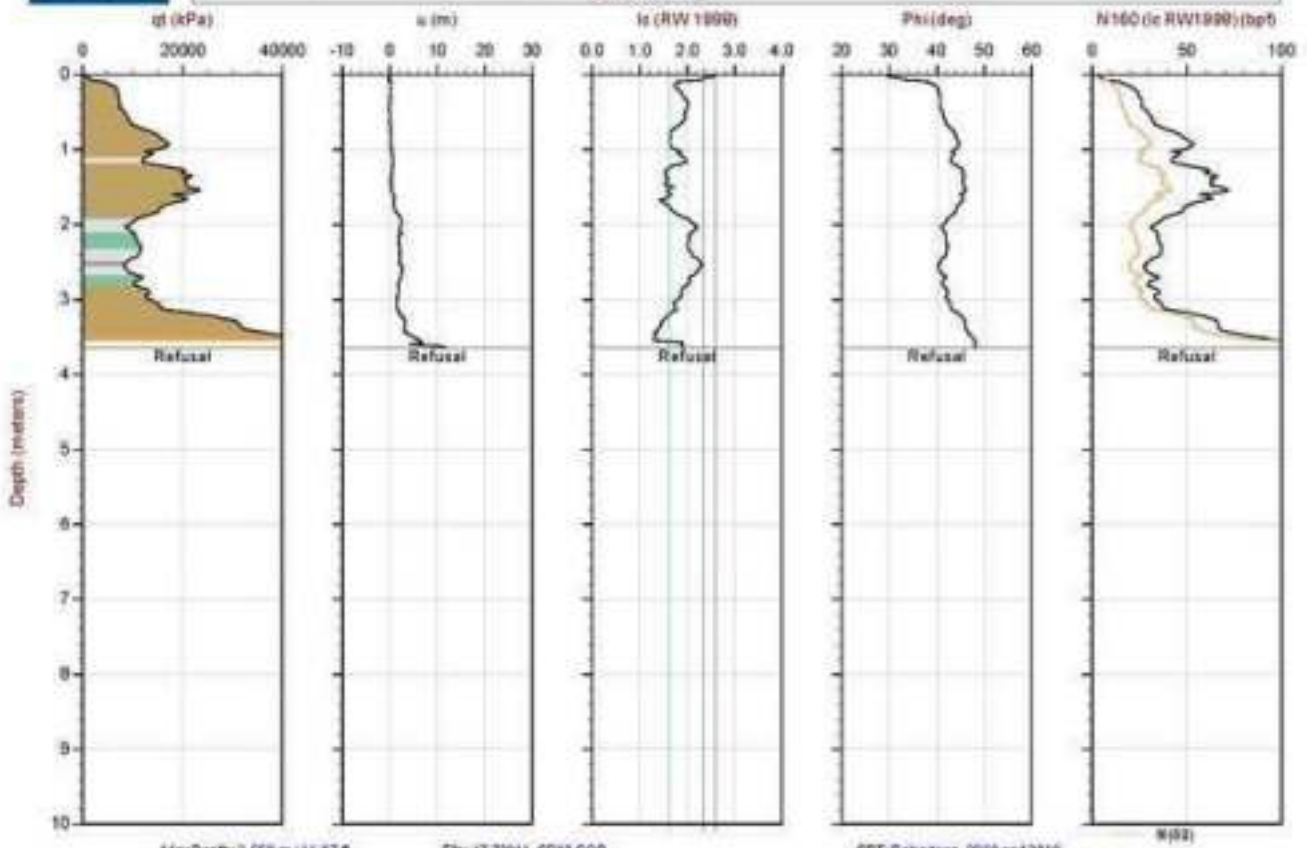 qt (kPa) u (m) Ic (RW 1998) Phi (deg) N160 (Ic RW1998) (bpf)
0 20000 40000 -10 0 10 20 30 0.0 1.0 2.0 3.0 4.0 20 30 40 50 60 0 50 100
0
1
2
3
Refusal Refusal Refusal Refusal Refusal
4
Depth (meters)
5
6
7
8
9
10
N(60)